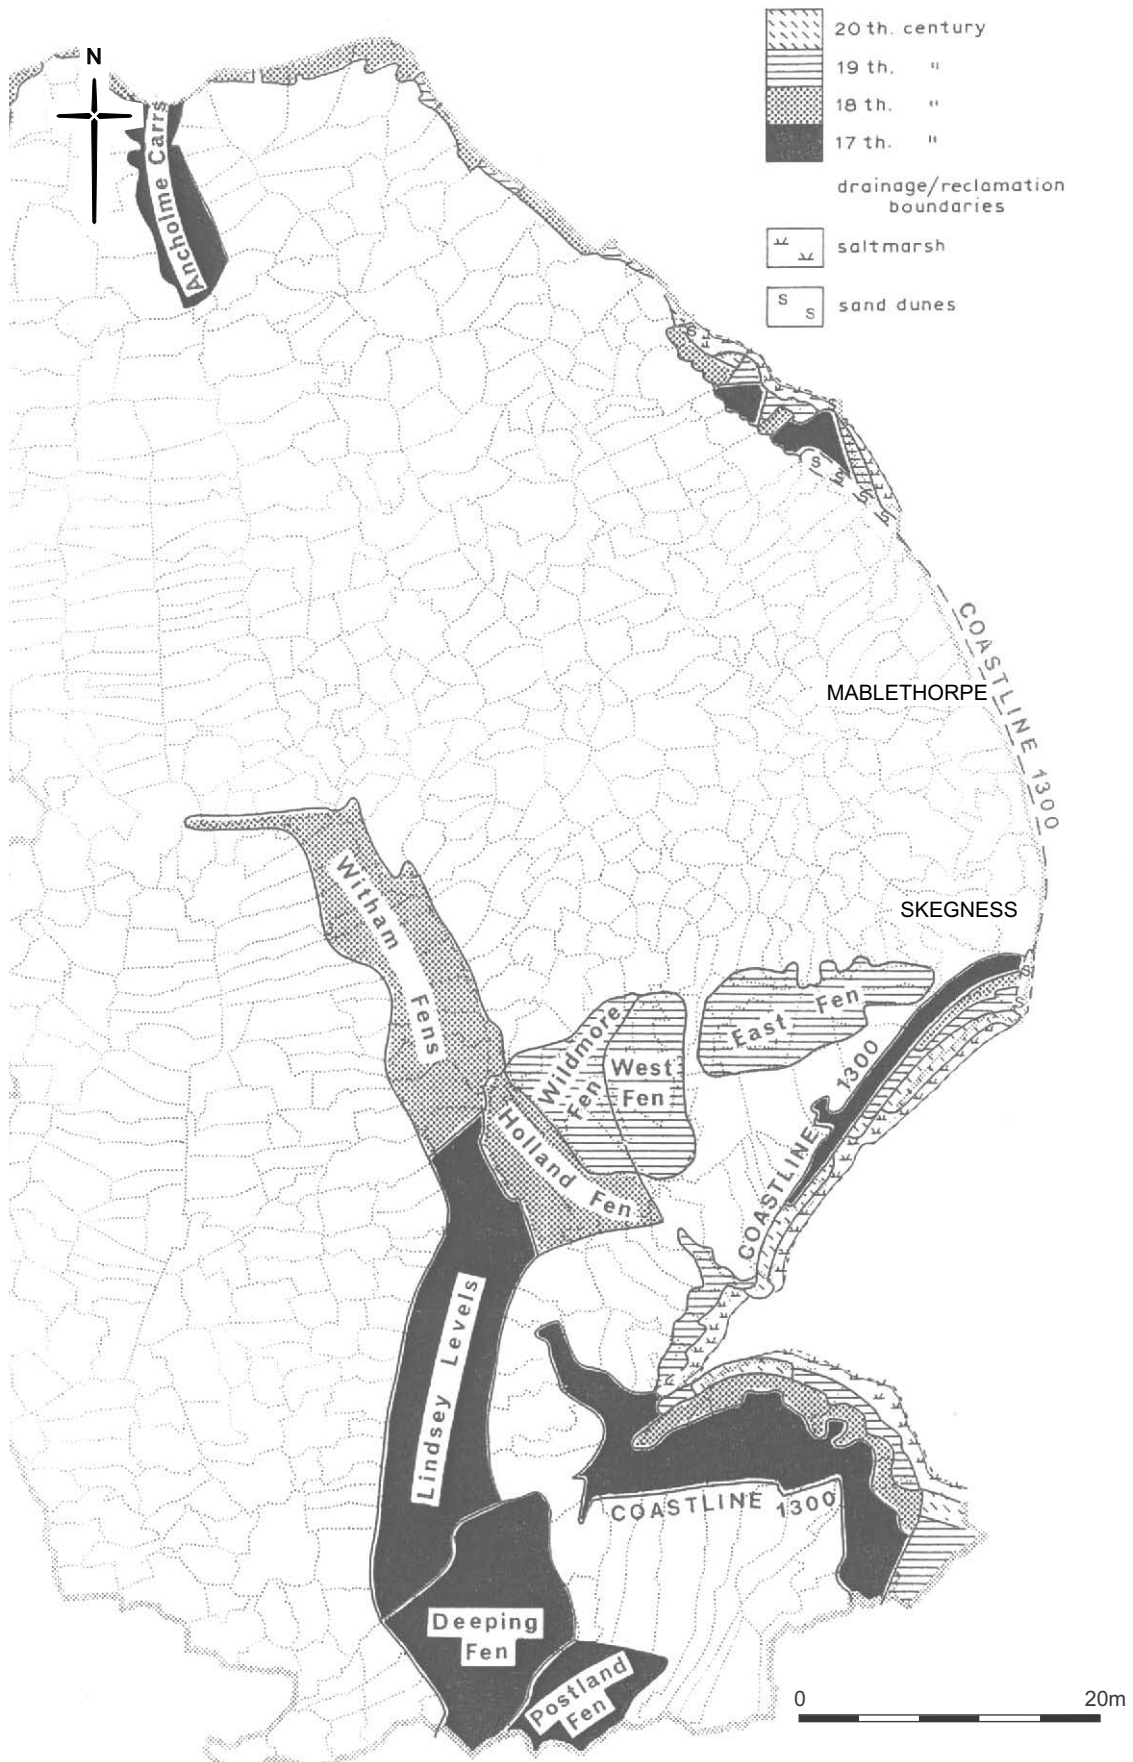 N
20 th. century
19 th. "
18 th. "
17 th. "
drainage/reclamation
boundaries
saltmarsh
sand dunes
S
S
Ancholme Carrs
S
S
S
S
S
S
COASTLINE 1300
MABLETHORPE
SKEGNESS
Witham
Fens
S
S
East Fen
Wildmore
Fen
West
Fen
Holland
Fen
COASTLINE 1300
Lindsey Levels
COASTLINE 1300
Deeping
Fen
Postland
Fen
0 20m